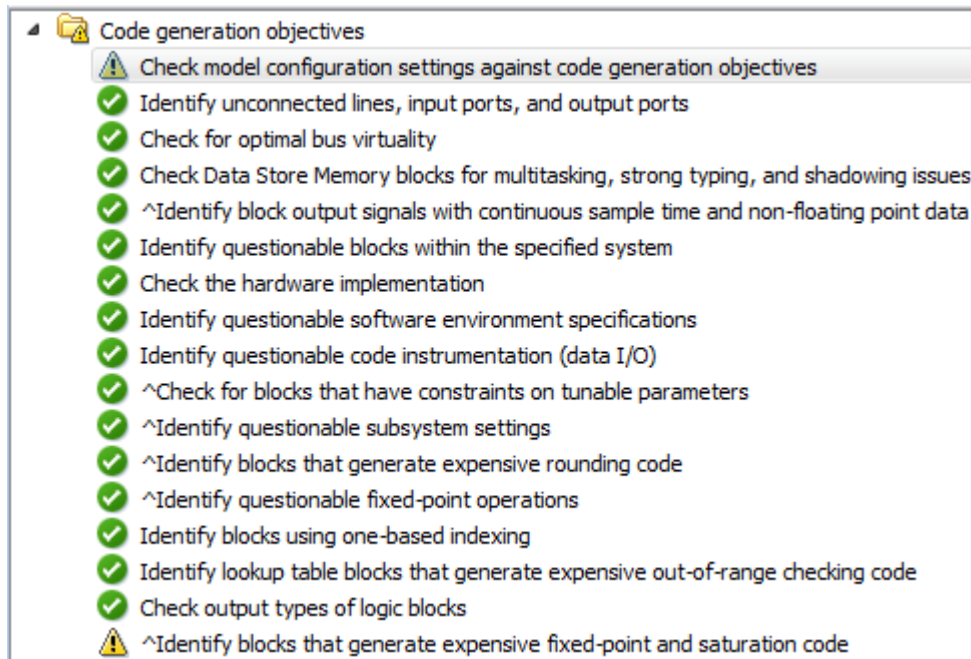 Code generation objectives
Check model configuration settings against code generation objectives
Identify unconnected lines, input ports, and output ports
Check for optimal bus virtuality
Check Data Store Memory blocks for multitasking, strong typing, and shadowing issues
^Identify block output signals with continuous sample time and non-floating point data
Identify questionable blocks within the specified system
Check the hardware implementation
Identify questionable software environment specifications
Identify questionable code instrumentation (data I/O)
^Check for blocks that have constraints on tunable parameters
^Identify questionable subsystem settings
^Identify blocks that generate expensive rounding code
^Identify questionable fixed-point operations
Identify blocks using one-based indexing
Identify lookup table blocks that generate expensive out-of-range checking code
Check output types of logic blocks
^Identify blocks that generate expensive fixed-point and saturation code